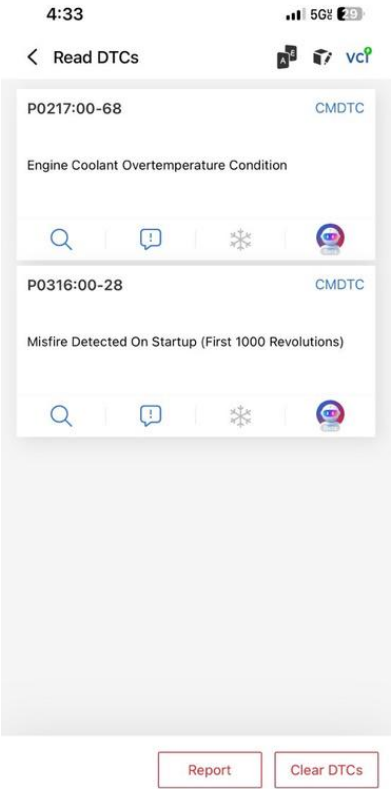 4:33
5G 29
Read DTCs
A E
vci
P0217:00-68 CMDTC
Engine Coolant Overtemperature Condition
P0316:00-28 CMDTC
Misfire Detected On Startup (First 1000 Revolutions)
Report Clear DTCs